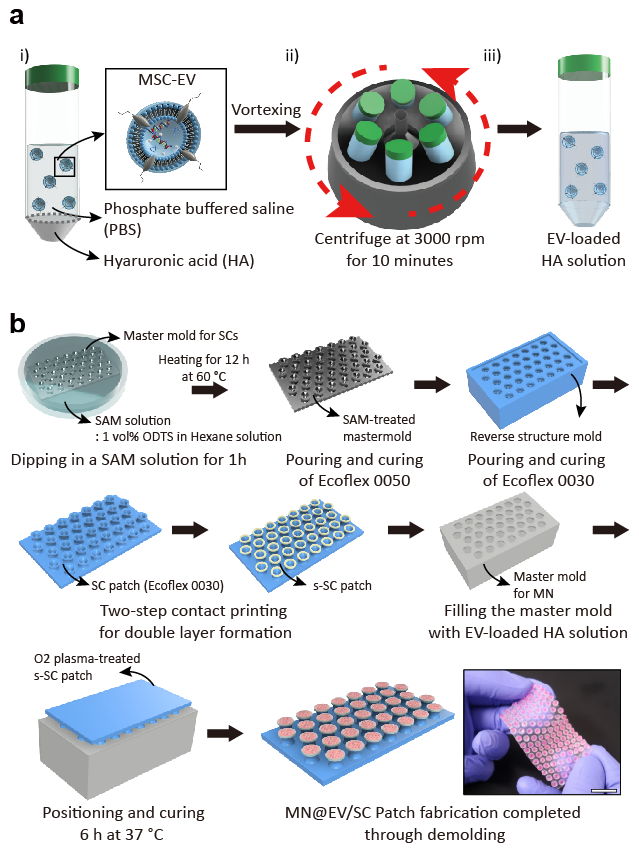 a
i)
MSC-EV
Phosphate buffered saline
(PBS)
Hyaruronic acid (HA)
Vortexing
ii)
Centrifuge at 3000 rpm
for 10 minutes
iii)
EV-loaded
HA solution
b
Master mold for SCs
SAM solution
: 1 vol% ODTS in Hexane solution
Dipping in a SAM solution for 1h
Heating for 12 h
at 60 °C
SAM-treated
mastermold
Pouring and curing
of Ecoflex 0050
Reverse structure mold
Pouring and curing
of Ecoflex 0030
SC patch (Ecoflex 0030)
s-SC patch
Two-step contact printing
for double layer formation
Master mold
for MN
Filling the master mold
with EV-loaded HA solution
O2 plasma-treated
s-SC patch
Positioning and curing
6 h at 37 °C
MN@EV/SC Patch fabrication completed
through demolding